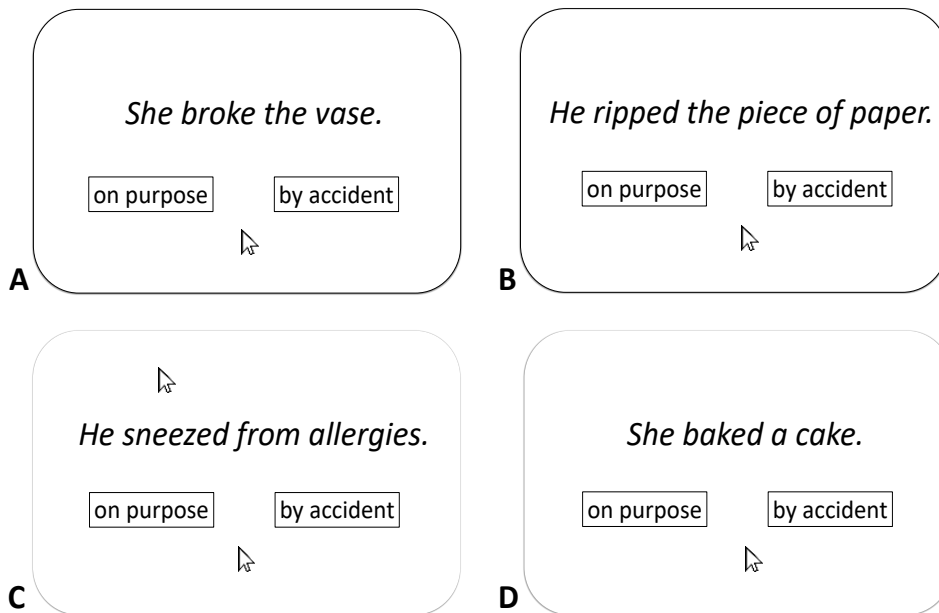 She broke the vase.
on purpose by accident
A
He ripped the piece of paper.
on purpose by accident
B
He sneezed from allergies.
on purpose by accident
C
She baked a cake.
on purpose by accident
D